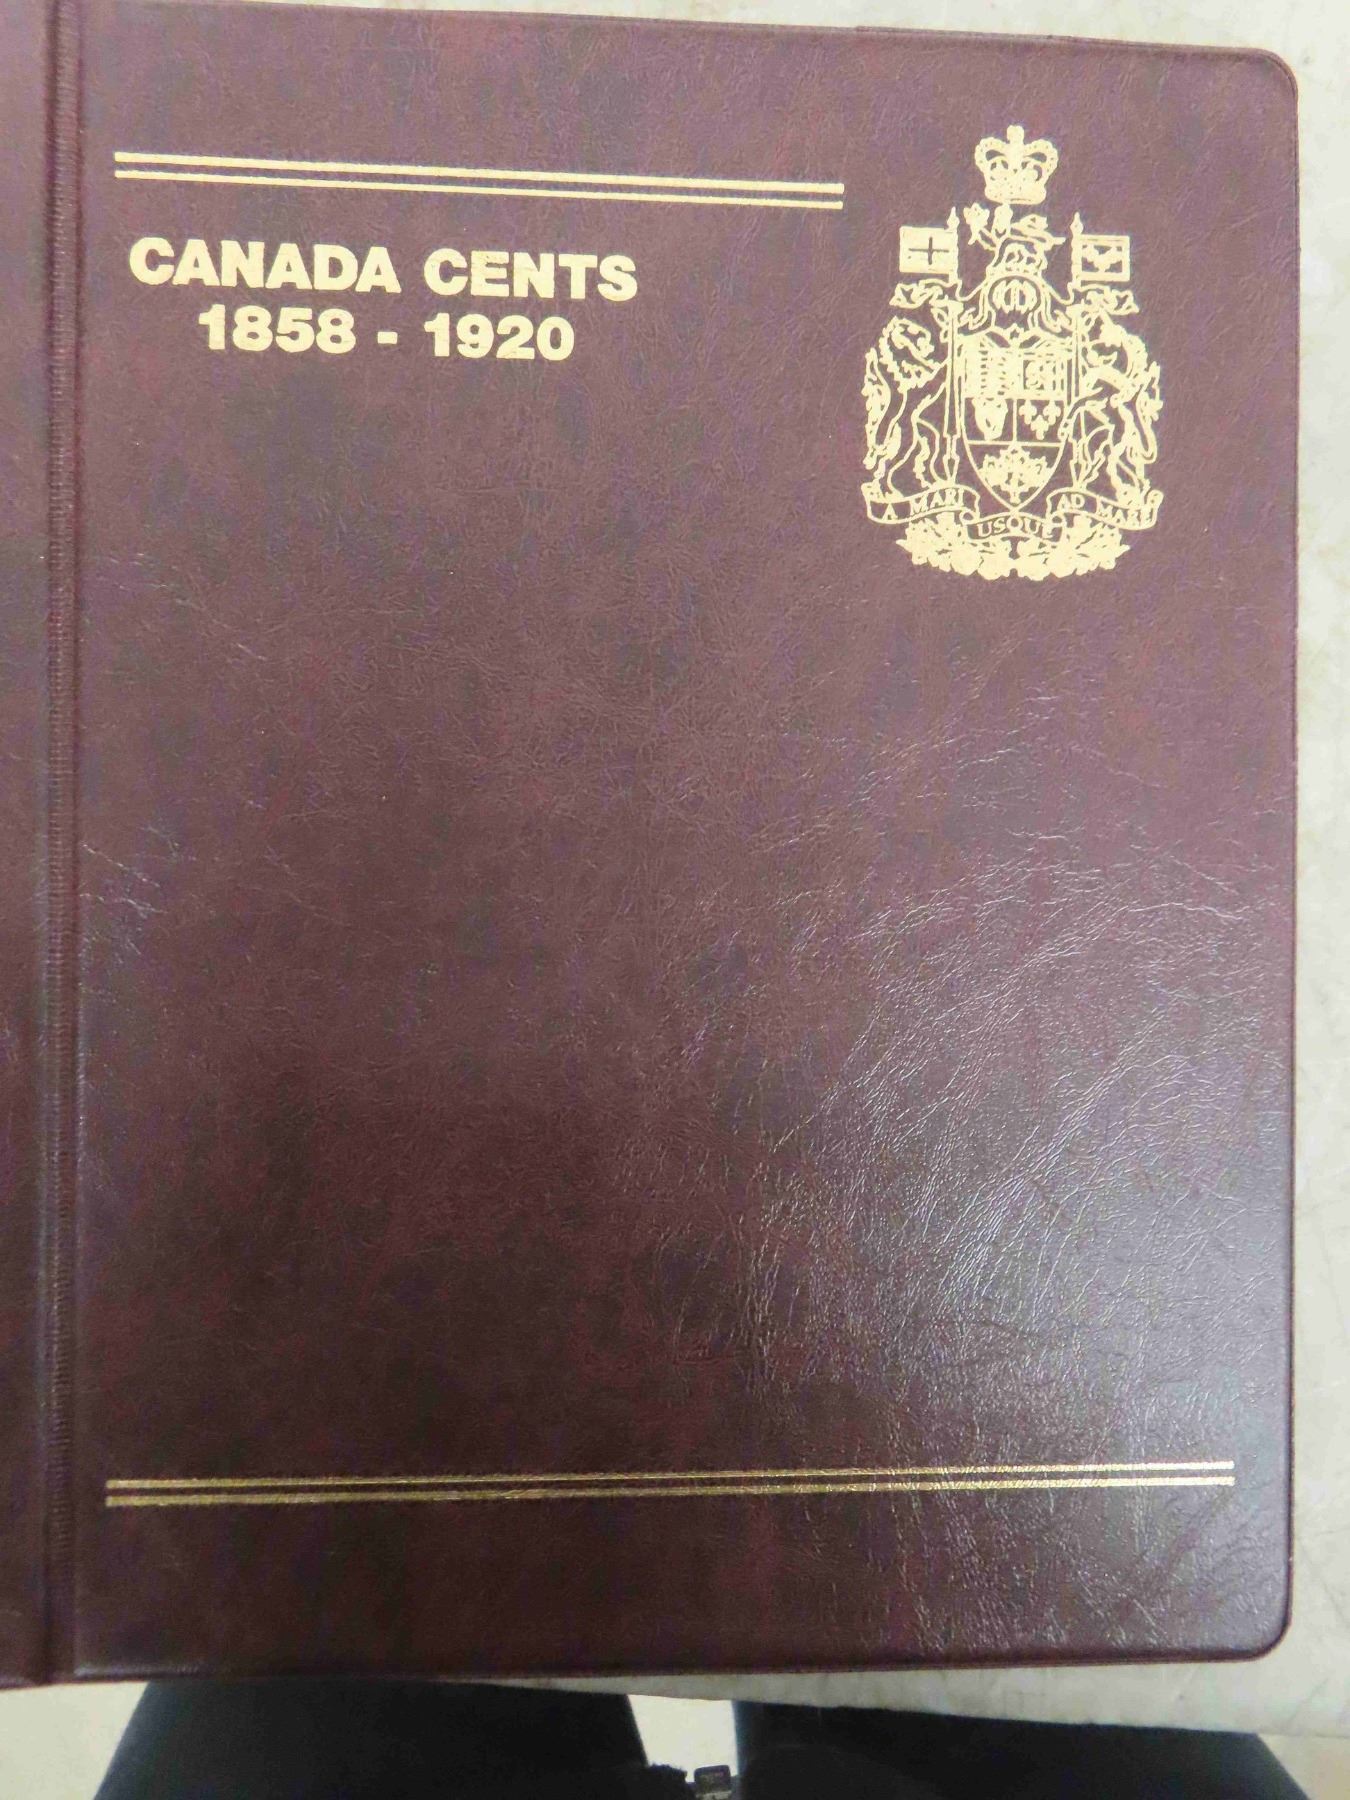 CANADA CENTS
1858 - 1920
A MARI USQUE AD MARE